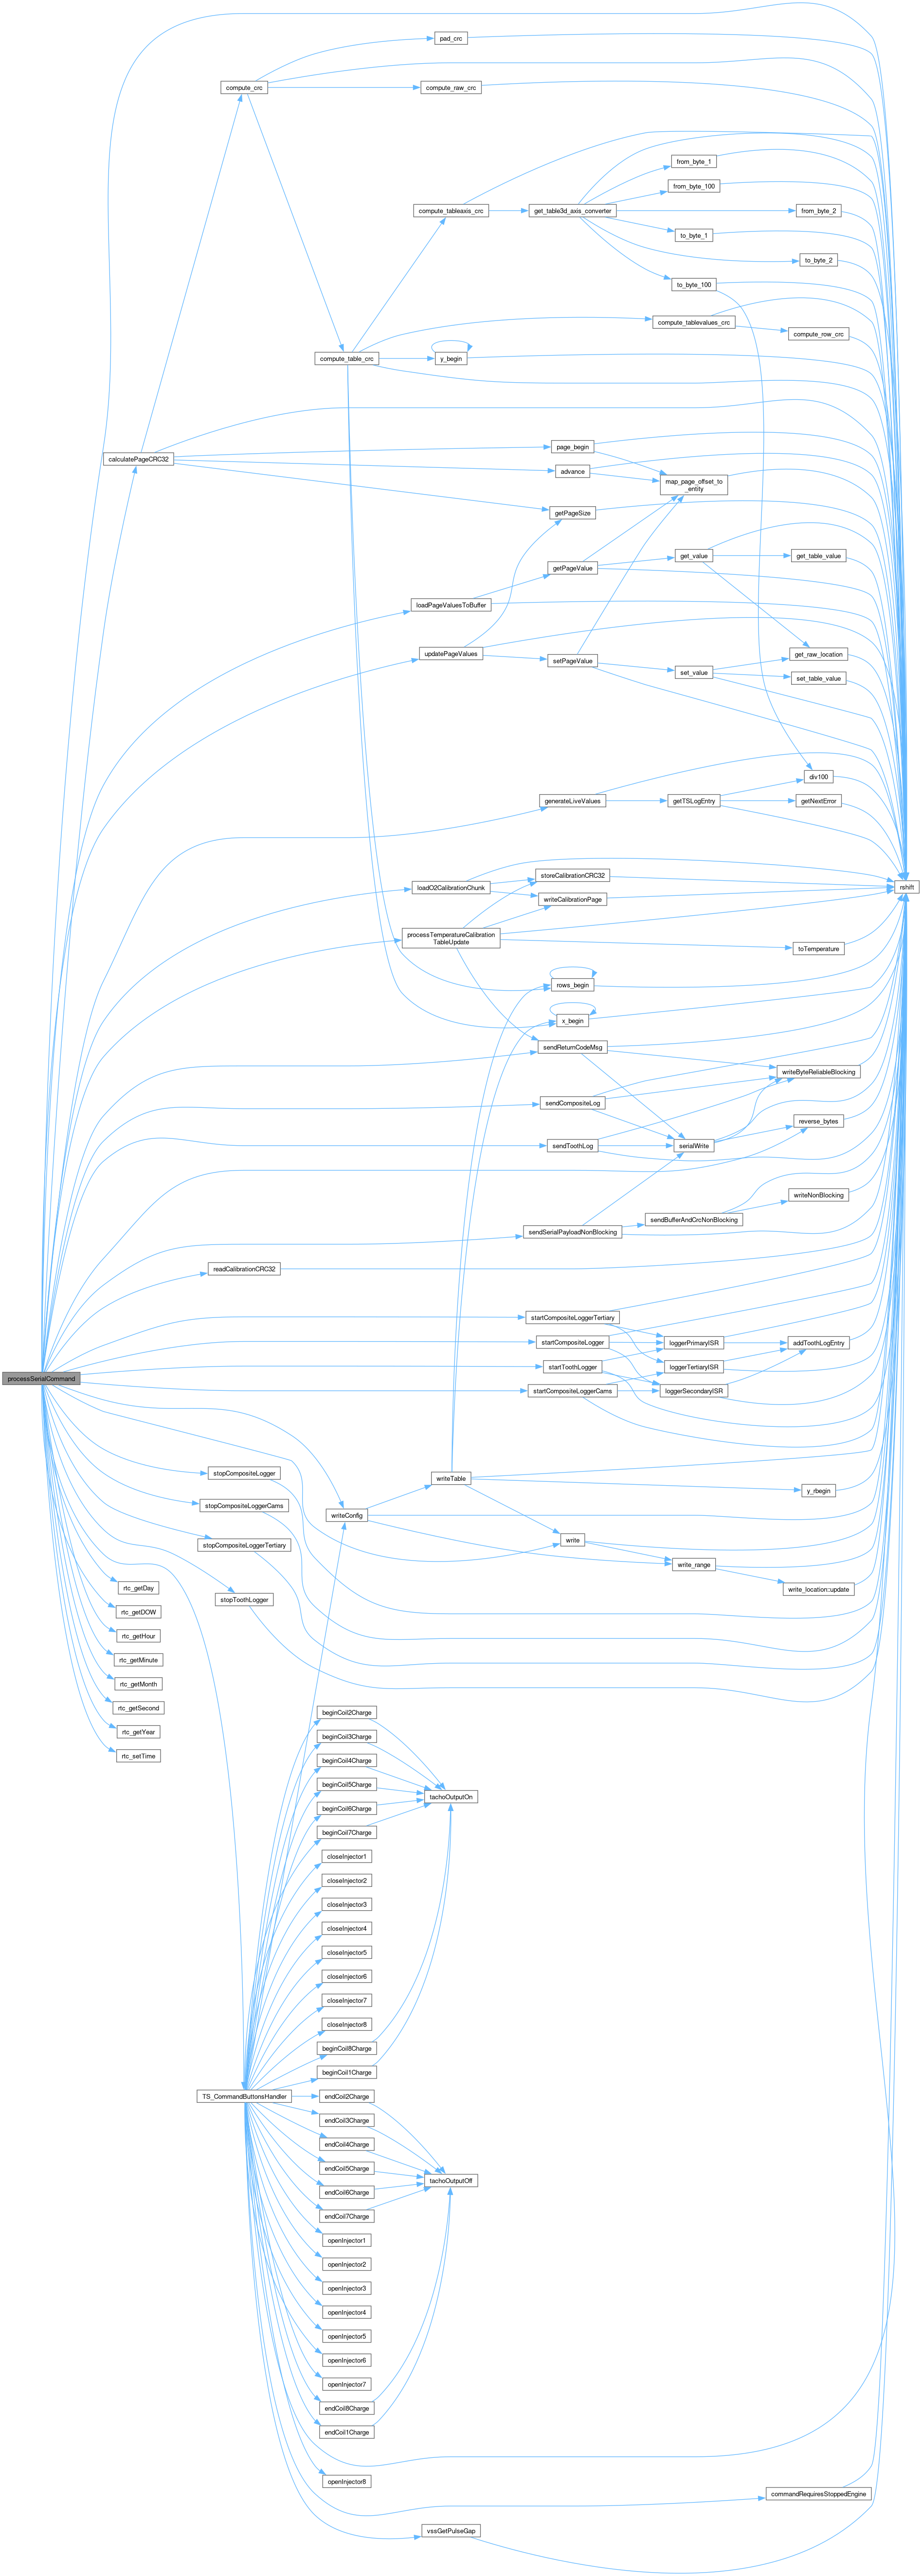 pad_crc
compute_crc
compute_raw_crc
from_byte_1
from_byte_100
compute_tableaxis_crc
get_table3d_axis_converter
from_byte_2
to_byte_1
to_byte_2
to_byte_100
compute_tablevalues_crc
compute_row_crc
compute_table_crc
y_begin
page_begin
calculatePageCRC32
advance
map_page_offset_to
_entity
getPageSize
get_value
get_table_value
getPageValue
loadPageValuesToBuffer
updatePageValues
get_raw_location
setPageValue
set_value
set_table_value
div100
generateLiveValues
getTSLogEntry
getNextError
storeCalibrationCRC32
loadO2CalibrationChunk
rshift
writeCalibrationPage
processTemperatureCalibration
TableUpdate
toTemperature
rows_begin
x_begin
sendReturnCodeMsg
writeByteReliableBlocking
sendCompositeLog
reverse_bytes
sendToothLog
serialWrite
writeNonBlocking
sendBufferAndCrcNonBlocking
sendSerialPayloadNonBlocking
readCalibrationCRC32
startCompositeLoggerTertiary
startCompositeLogger
loggerPrimaryISR
addToothLogEntry
startToothLogger
loggerTertiaryISR
processSerialCommand
startCompositeLoggerCams
loggerSecondaryISR
stopCompositeLogger
writeTable
y_rbegin
stopCompositeLoggerCams
writeConfig
write
stopCompositeLoggerTertiary
write_range
rtc_getDay
write_location::update
stopToothLogger
rtc_getDOW
rtc_getHour
rtc_getMinute
rtc_getMonth
rtc_getSecond
rtc_getYear
rtc_setTime
beginCoil2Charge
beginCoil3Charge
beginCoil4Charge
beginCoil5Charge
tachoOutputOn
beginCoil6Charge
beginCoil7Charge
closeInjector1
closeInjector2
closeInjector3
closeInjector4
closeInjector5
closeInjector6
closeInjector7
closeInjector8
beginCoil8Charge
beginCoil1Charge
TS_CommandButtonsHandler
endCoil2Charge
endCoil3Charge
endCoil4Charge
endCoil5Charge
tachoOutputOff
endCoil6Charge
endCoil7Charge
openInjector1
openInjector2
openInjector3
openInjector4
openInjector5
openInjector6
openInjector7
endCoil8Charge
endCoil1Charge
openInjector8
commandRequiresStoppedEngine
vssGetPulseGap